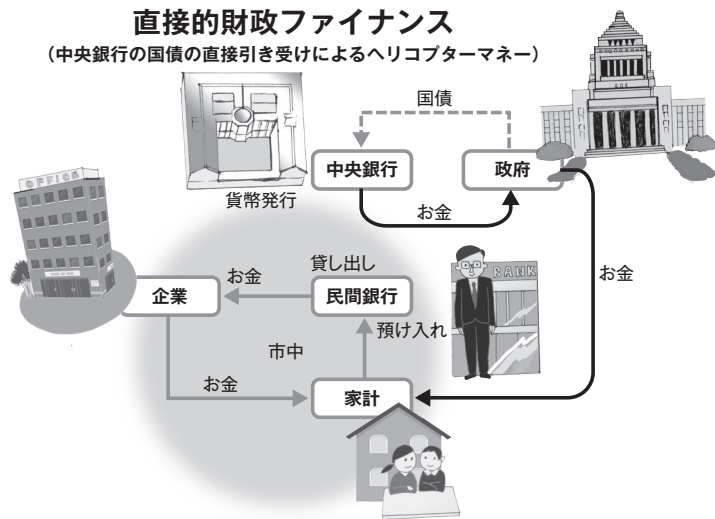 直接的財政ファイナンス
（中央銀行の国債の直接引き受けによるヘリコプターマネー）
国債
中央銀行
政府
貨幣発行
お金
お金
OFFICE
お金
貸し出し
BANK
企業
民間銀行
預け入れ
市中
お金
家計